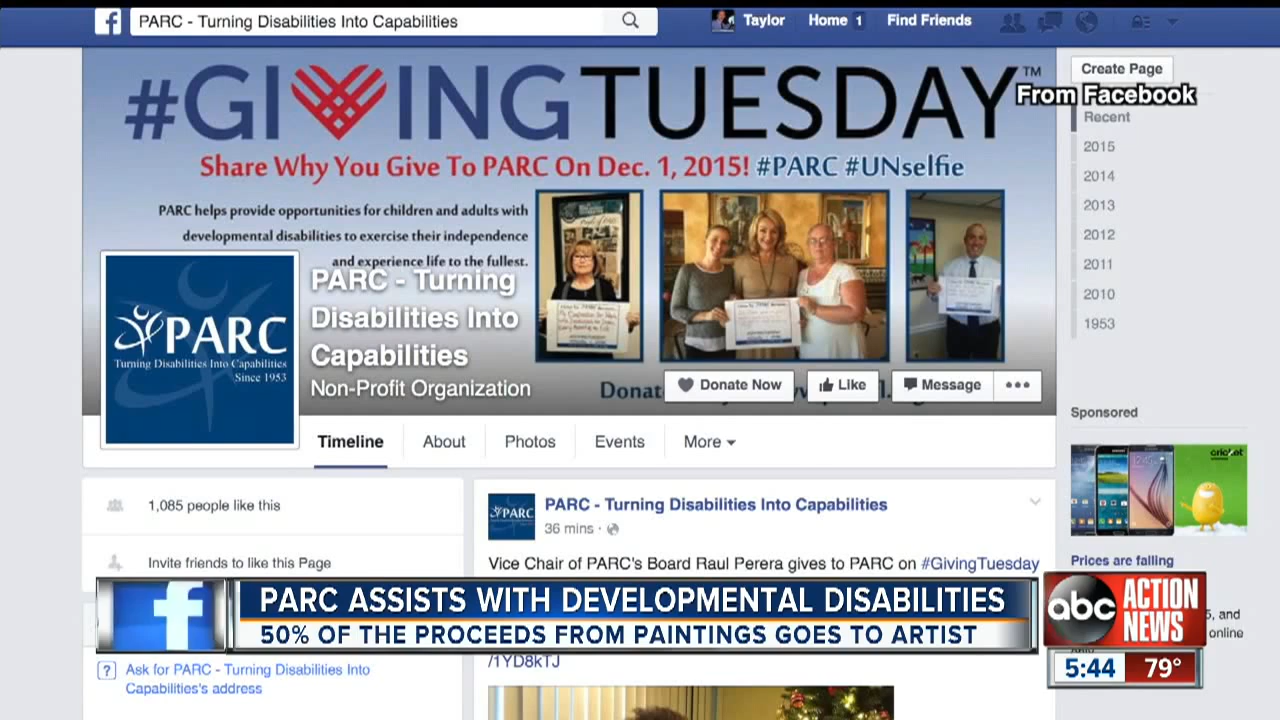 PARC - Turning Disabilities Into Capabilities
Taylor
Home 1
Find Friends
#GIVINGTUESDAY™
Share Why You Give To PARC On Dec. 1, 2015! #PARC #UNselfie
PARC helps provide opportunities for children and adults with
developmental disabilities to exercise their independence
and experience life to the fullest.
PARC
Turning Disabilities Into Capabilities
Since 1953
PARC - Turning
Disabilities Into
Capabilities
Non-Profit Organization
Donate Now
Like
Message
Create Page
From Facebook
Recent
2015
2014
2013
2012
2011
2010
1953
Timeline
About
Photos
Events
More
Sponsored
cricket
Prices are falling
5, and
online
1,085 people like this
Invite friends to like this Page
? Ask for PARC - Turning Disabilities Into
Capabilities's address
PARC
PARC - Turning Disabilities Into Capabilities
36 mins ·
Vice Chair of PARC's Board Raul Perera gives to PARC on #GivingTuesday
/1YD8kTJ
PARC ASSISTS WITH DEVELOPMENTAL DISABILITIES
50% OF THE PROCEEDS FROM PAINTINGS GOES TO ARTIST
abc ACTION
NEWS
5:44 79°